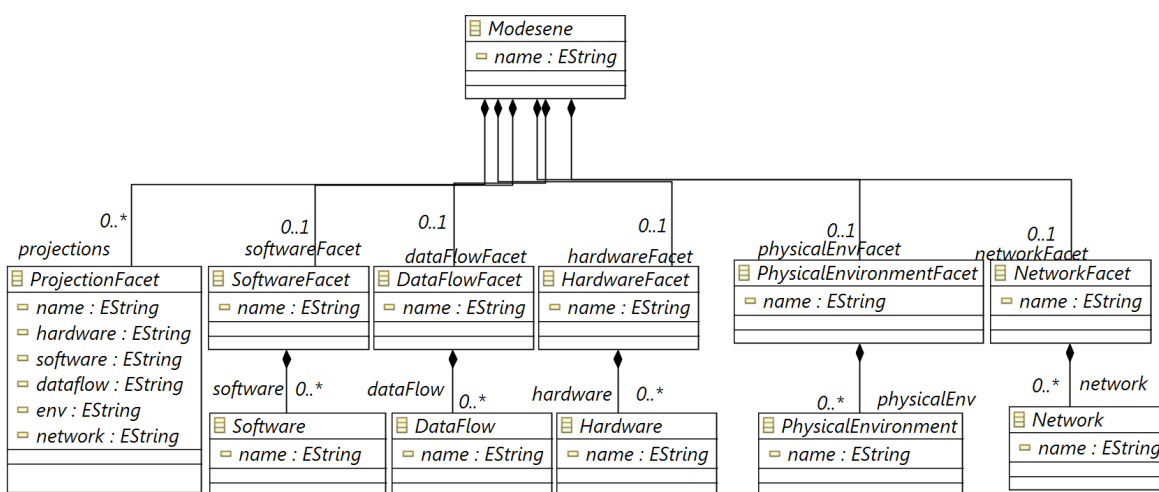 Modesene
name : EString
0..*
0..1
0..1
0..1
0..1
0..1
projections
softwareFacet
dataFlowFacet
hardwareFacet
physicalEnvFacet
networkFacet
ProjectionFacet
name : EString
hardware : EString
software : EString
dataflow : EString
env : EString
network : EString
SoftwareFacet
name : EString
DataFlowFacet
name : EString
HardwareFacet
name : EString
PhysicalEnvironmentFacet
name : EString
NetworkFacet
name : EString
software 0..*
dataFlow 0..*
hardware 0..*
0..* physicalEnv
0..* network
Software
name : EString
DataFlow
name : EString
Hardware
name : EString
PhysicalEnvironment
name : EString
Network
name : EString